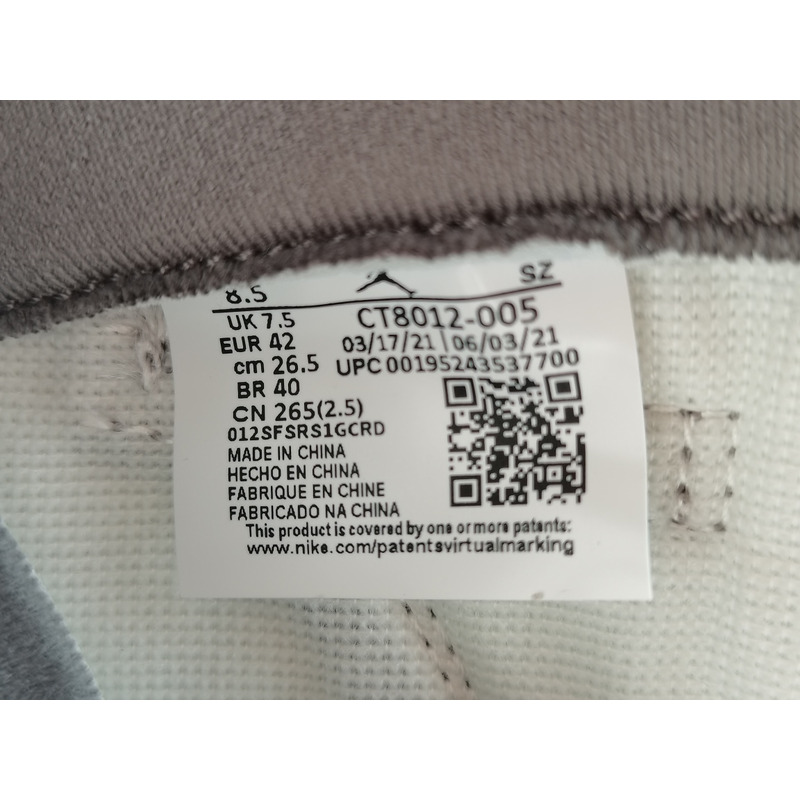 8.5 SZ
UK 7.5 CT8012-005
EUR 42 03/17/21 06/03/21
cm 26.5 UPC 00195243537700
BR 40
CN 265(2.5)
012SFSRS1GCRD
MADE IN CHINA
HECHO EN CHINA
FABRIQUE EN CHINE
FABRICADO NA CHINA
This product is covered by one or more patents:
www.nike.com/patentsvirtualmarking